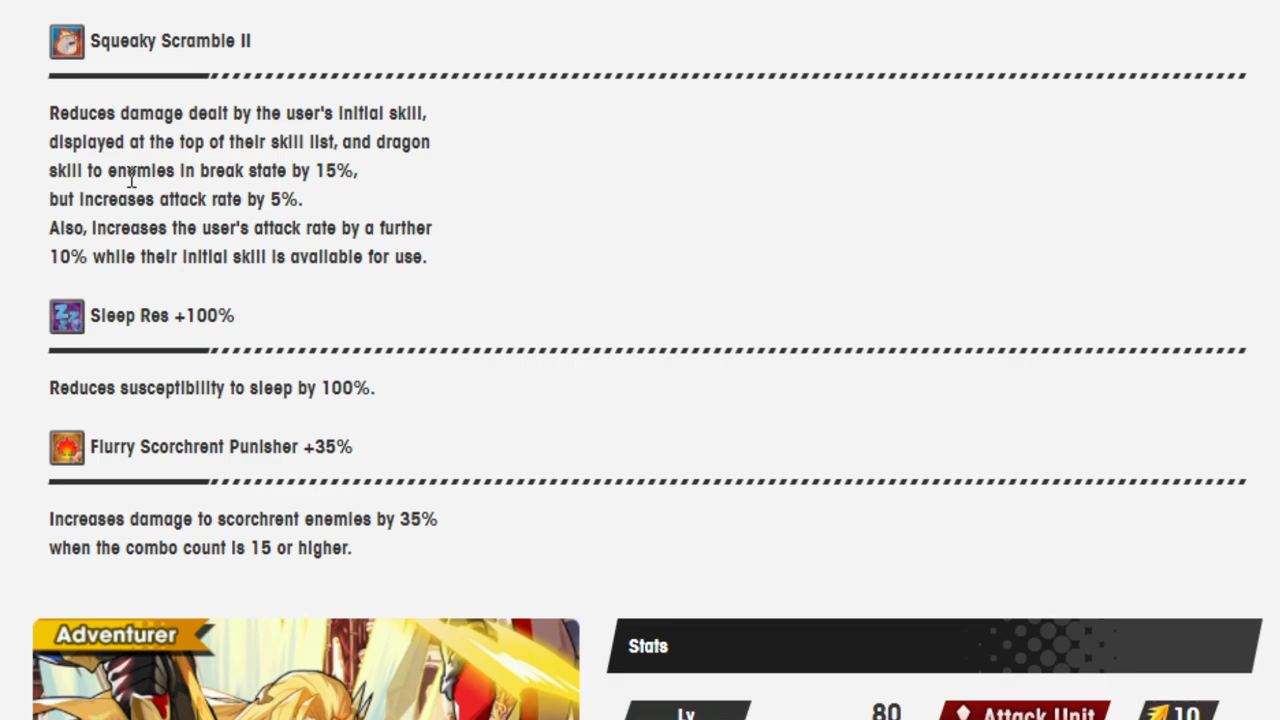 Squeaky Scramble II
Reduces damage dealt by the user's initial skill,
displayed at the top of their skill list, and dragon
skill to enemies in break state by 15%,
but increases attack rate by 5%.
Also, increases the user's attack rate by a further
10% while their initial skill is available for use.
Sleep Res +100%
Reduces susceptibility to sleep by 100%.
Flurry Scorchrent Punisher +35%
Increases damage to scorchrent enemies by 35%
when the combo count is 15 or higher.
Adventurer
Stats
Lv
80
Attack Unit
10